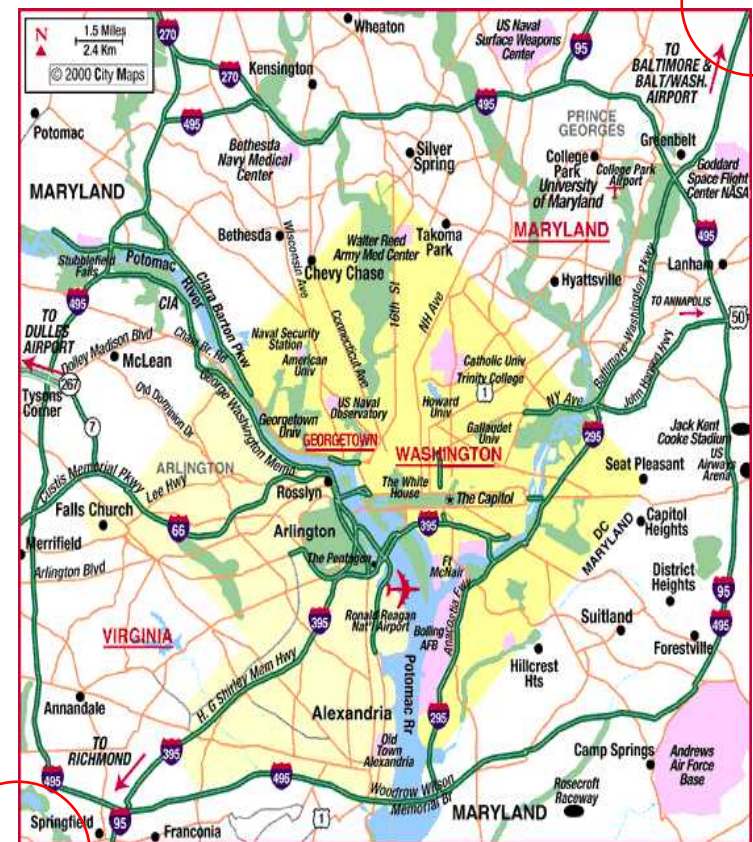 N
1.5 Miles
2.4 Km
© 2000 City Maps
270
Wheaton
US Naval
Surface Weapons
Center
95
TO
BALTIMORE &
BALT/WASH.
AIRPORT
270
Kensington
495
495
Potomac
Bethesda
Navy Medical
Center
Silver
Spring
PRINCE
GEORGES
Greenbelt
College
Park
College Park
Airport
University
of Maryland
Goddard
Space Flight
Center NASA
MARYLAND
MARYLAND
Bethesda
Wisconsin Ave
Walter Reed
Army Med Center
Takoma
Park
495
Chevy Chase
16th St
Lanham
Stubblefield
Falls
Potomac
River
Clara Barton Pkw
CIA
NH Ave
Hyattsville
TO ANNAPOLIS
50
495
TO
DULLES
AIRPORT
Chain Br. Rd
Connecticut Ave
Baltimore-Washington Pkwy
John Hanson Hwy
Dolley Madison Blvd
McLean
Naval Security
Station
American
Univ
Catholic Univ
Trinity College
1
267
Tysons
Corner
Old Dominion Dr
George Washington Memo.
US Naval
Observatory
Howard
Univ
NY Ave
7
Georgetown
Univ
GEORGETOWN
Gallaudet
Univ
295
Jack Kent
Cooke Stadium
US
Airways
Arena
WASHINGTON
ARLINGTON
Seat Pleasant
Custis Memorial Pkwy
Lee Hwy
Rosslyn
The White
House
The Capitol
Falls Church
66
Arlington
395
DC
MARYLAND
Capitol
Heights
Merrifield
Arlington Blvd
The Pentagon
Ft
McNair
District
Heights
95
Anacostia Fwy
VIRGINIA
395
Ronald Reagan
Nat'l Airport
Bolling
AFB
Suitland
495
Forestville
H. G Shirley Mem Hwy
Potomac Rr
Hillcrest
Hts
Annandale
Alexandria
295
TO
RICHMOND
395
Old
Town
Alexandria
Camp Springs
Andrews
Air Force
Base
495
495
Woodrow Wilson
Memorial Br
Rosecroft
Raceway
95
1
MARYLAND
Springfield
Franconia